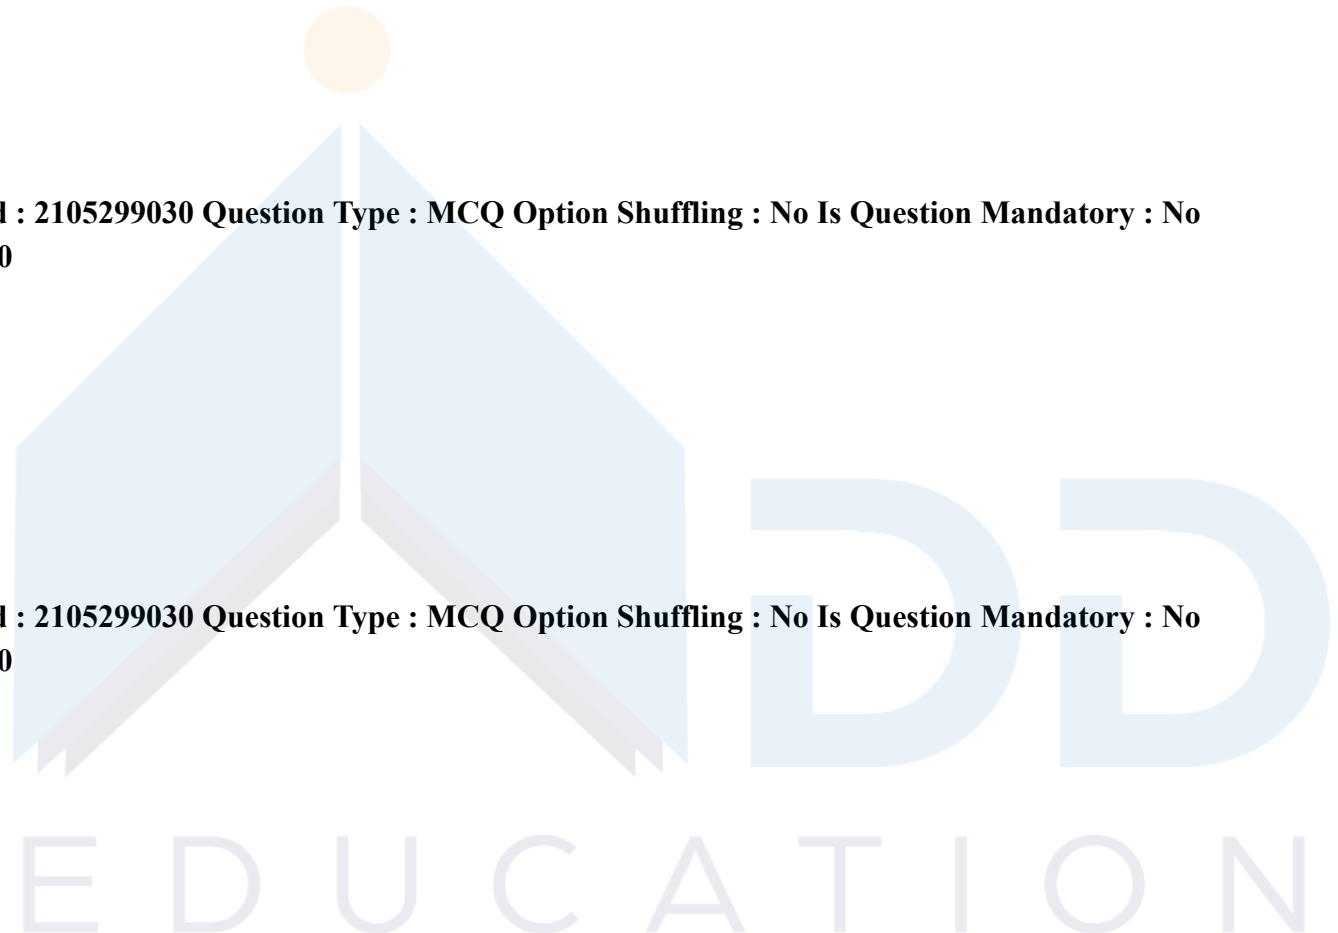 : 2105299030 Question Type : MCQ Option Shuffling : No Is Question Mandatory : No
0
: 2105299030 Question Type : MCQ Option Shuffling : No Is Question Mandatory : No
0
DD
EDUCATION